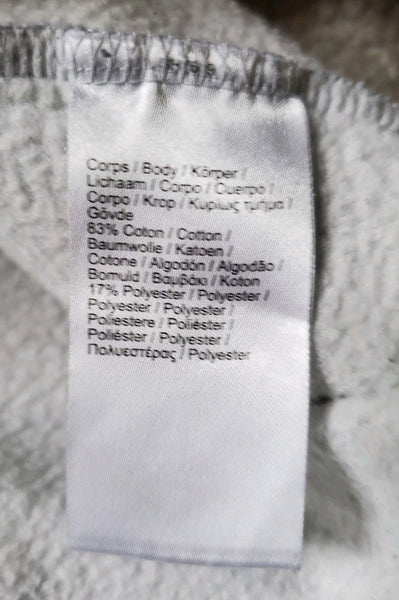 Corps / Body / Körper /
Lichaam / Corpo / Cuerpo /
Corpo / Krop / Κυρίως τμήμα /
Gövde
83% Coton / Cotton /
Baumwolle / Katoen /
Cotone / Algodón / Algodão /
Bomuld / Βαμβάκι / Koton
17% Polyester / Polyester /
Polyester / Polyester /
Poliestere / Poliéster /
Poliéster / Polyester /
Πολυεστέρας / Polyester